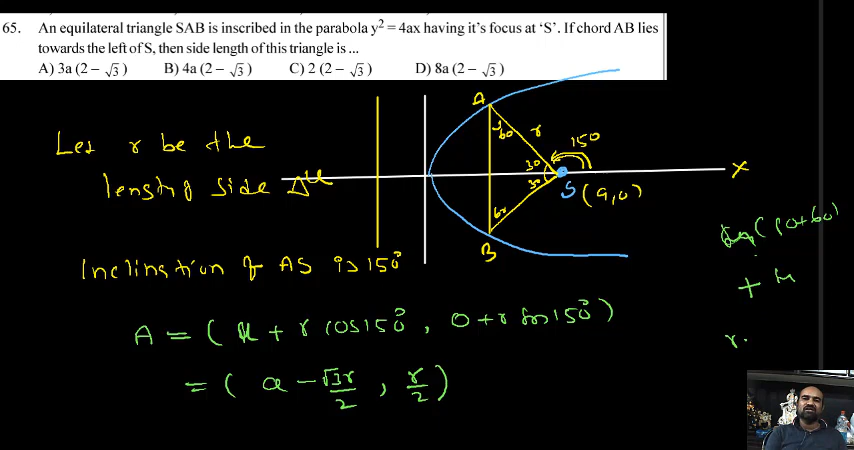 65. An equilateral triangle SAB is inscribed in the parabola y² = 4ax having it's focus at 'S'. If chord AB lies
towards the left of S, then side length of this triangle is ...
A) 3a (2 – √3) B) 4a (2 – √3) C) 2 (2 – √3) D) 8a (2 – √3)
Let r be the
length of side Δle
Inclination of AS is 150°
A
60
r
150
30
30
S (a,0)
X
60
B
A = ( a + r cos150°, 0 + r sin150° )
= ( a - √3r/2 , r/2 )
(90+60)
+
r.